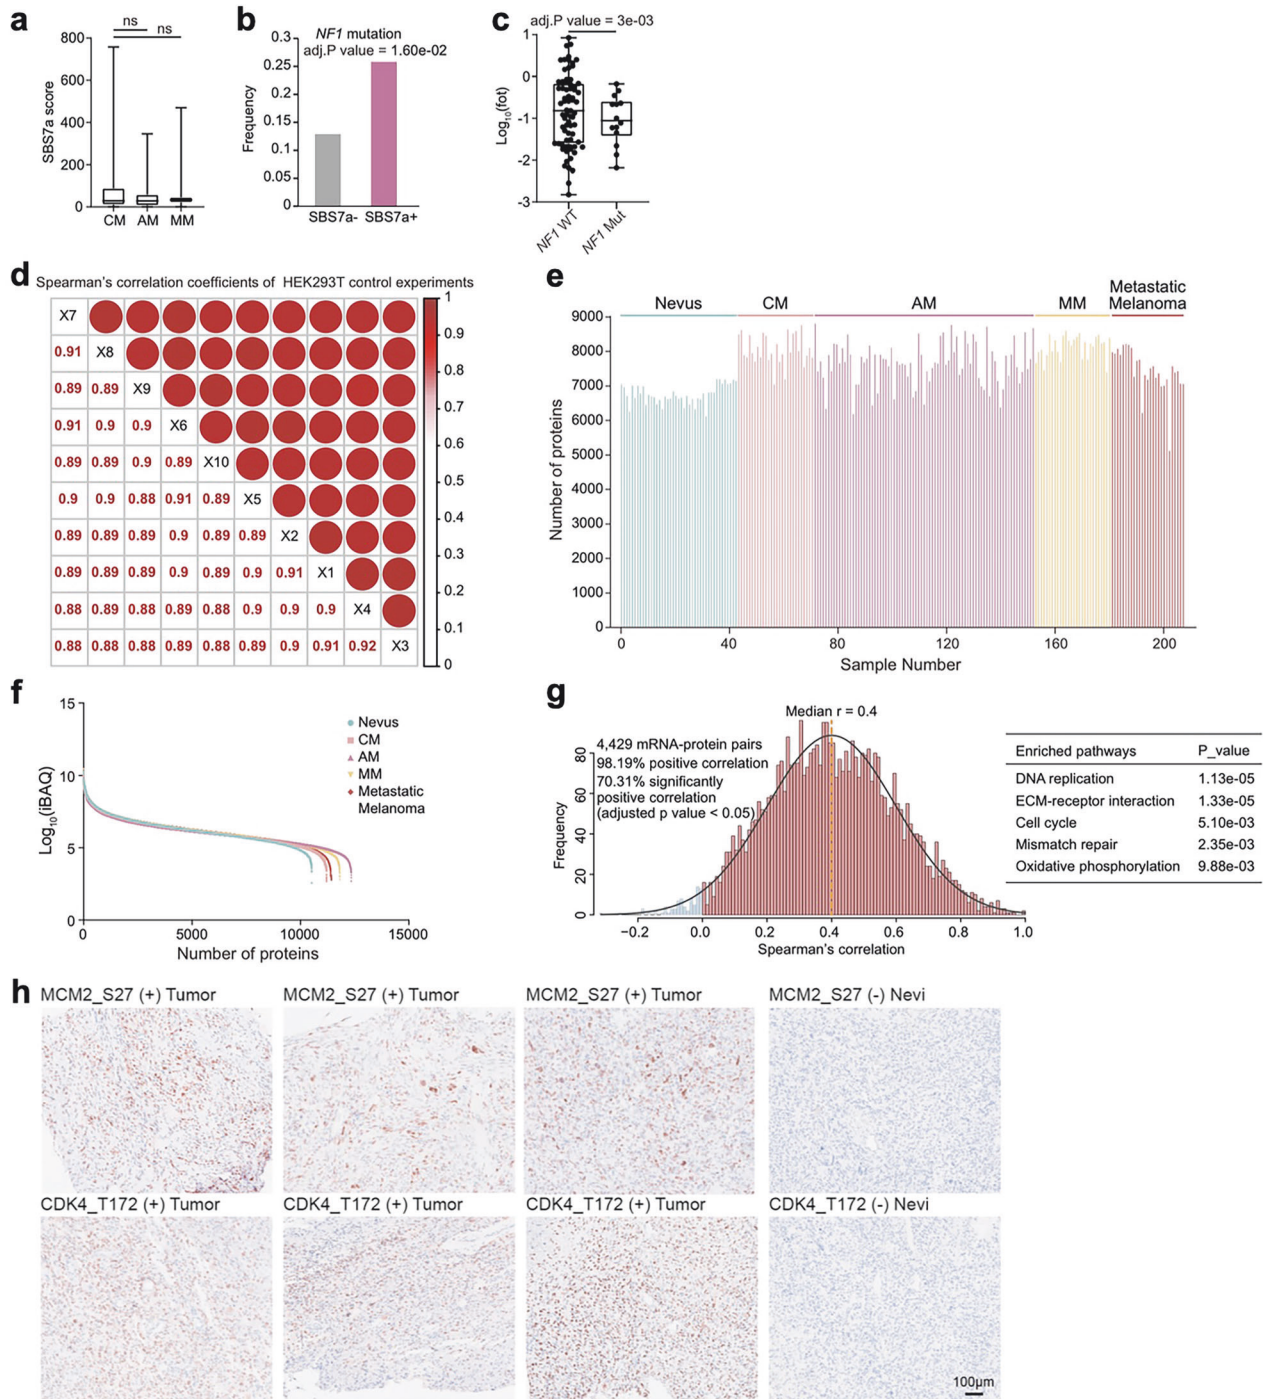 a
ns
ns
800
600
400
200
0
SBS7a score
CM AM MM
b
NF1 mutation
adj.P value = 1.60e-02
0.3
0.25
0.2
0.15
0.1
0.05
0
Frequency
SBS7a- SBS7a+
c
adj.P value = 3e-03
1
0
-1
-2
-3
Log10(fot)
NF1 WT
NF1 Mut
d
Spearman's correlation coefficients of HEK293T control experiments
X7
0.91 X8
0.89 0.89 X9
0.91 0.9 0.9 X6
0.89 0.89 0.9 0.89 X10
0.9 0.9 0.88 0.91 0.89 X5
0.89 0.89 0.89 0.9 0.89 0.89 X2
0.89 0.89 0.89 0.9 0.89 0.9 0.91 X1
0.88 0.89 0.88 0.89 0.88 0.9 0.9 0.9 X4
0.88 0.88 0.88 0.89 0.88 0.89 0.9 0.91 0.92 X3
1
0.9
0.8
0.7
0.6
0.5
0.4
0.3
0.2
0.1
0
e
Nevus CM AM MM Metastatic
Melanoma
9000
8000
7000
6000
5000
4000
3000
2000
1000
0
Number of proteins
0 40 80 120 160 200
Sample Number
f
15
10
5
0
Log10(iBAQ)
Nevus
CM
AM
MM
Metastatic
Melanoma
0 5000 10000 15000
Number of proteins
g
Median r = 0.4
4,429 mRNA-protein pairs
98.19% positive correlation
70.31% significantly
positive correlation
(adjusted p value < 0.05)
80
60
40
20
0
Frequency
−0.2 0.0 0.2 0.4 0.6 0.8 1.0
Spearman's correlation
Enriched pathways P_value
DNA replication 1.13e-05
ECM-receptor interaction 1.33e-05
Cell cycle 5.10e-03
Mismatch repair 2.35e-03
Oxidative phosphorylation 9.88e-03
h
MCM2_S27 (+) Tumor MCM2_S27 (+) Tumor MCM2_S27 (+) Tumor MCM2_S27 (-) Nevi
CDK4_T172 (+) Tumor CDK4_T172 (+) Tumor CDK4_T172 (+) Tumor CDK4_T172 (-) Nevi
100μm